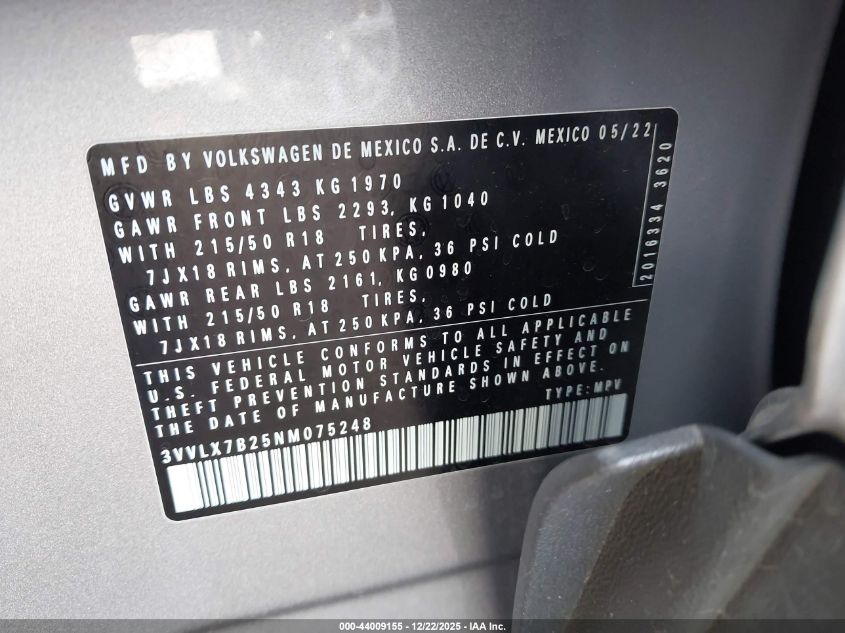 MFD BY VOLKSWAGEN DE MEXICO S.A. DE C.V. MEXICO 05/22
GVWR LBS 4343 KG 1970
GAWR FRONT LBS 2293, KG 1040
WITH 215/50 R18 TIRES,
7JX18 RIMS, AT 250 KPA, 36 PSI COLD
GAWR REAR LBS 2161, KG0980
WITH 215/50 R18 TIRES,
7JX18 RIMS, AT 250 KPA, 36 PSI COLD
2016334 3620
THIS VEHICLE CONFORMS TO ALL APPLICABLE
U.S. FEDERAL MOTOR VEHICLE SAFETY AND
THEFT PREVENTION STANDARDS IN EFFECT ON
THE DATE OF MANUFACTURE SHOWN ABOVE.
3VVLX7B25NM075248 TYPE: MPV
000-44009155 - 12/22/2025 - IAA Inc.